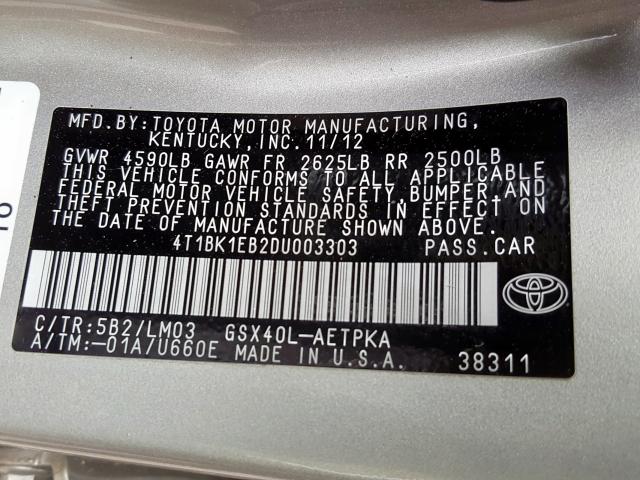 MFD.BY:TOYOTA MOTOR MANUFACTURING,
KENTUCKY, INC. 11/12
GVWR 4590LB GAWR FR 2625LB RR 2500LB
THIS VEHICLE CONFORMS TO ALL APPLICABLE
FEDERAL MOTOR VEHICLE SAFETY, BUMPER AND
THEFT PREVENTION STANDARDS IN EFFECT ON
THE DATE OF MANUFACTURE SHOWN ABOVE.
4T1BK1EB2DU003303 PASS.CAR
C/TR:5B2/LM03 GSX40L-AETPKA
A/TM:-01A/U660E MADE IN U.S.A. 38311